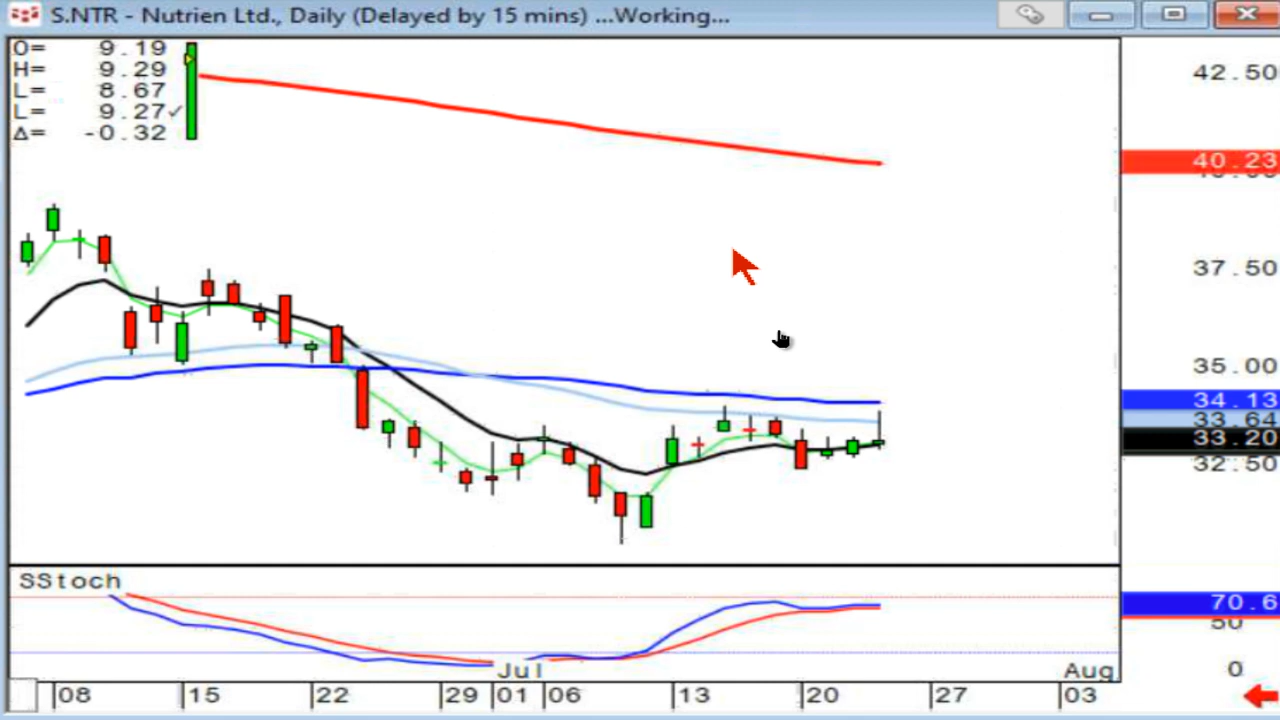 S.NTR - Nutrien Ltd., Daily (Delayed by 15 mins) ...Working...
O= 9.19
H= 9.29
L= 8.67
L= 9.27✓
Δ= -0.32
42.50
40.23
37.50
35.00
34.13
33.64
33.20
32.50
SStoch
70.6
50
0
Jul Aug
08 15 22 29 01 06 13 20 27 03